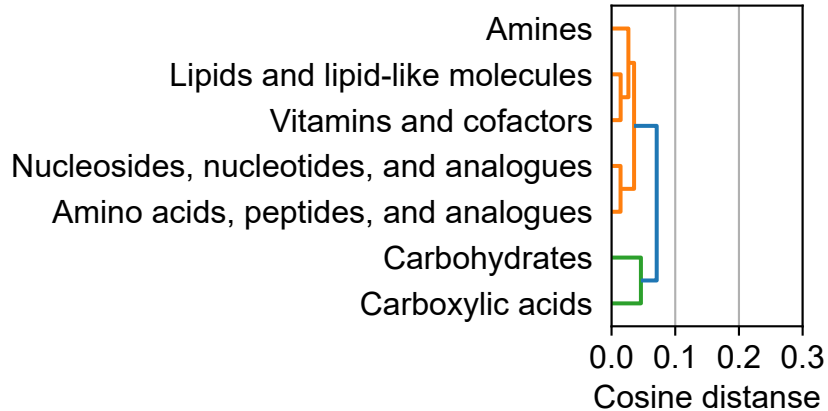 Amines
Lipids and lipid-like molecules
Vitamins and cofactors
Nucleosides, nucleotides, and analogues
Amino acids, peptides, and analogues
Carbohydrates
Carboxylic acids
0.0 0.1 0.2 0.3
Cosine distanse